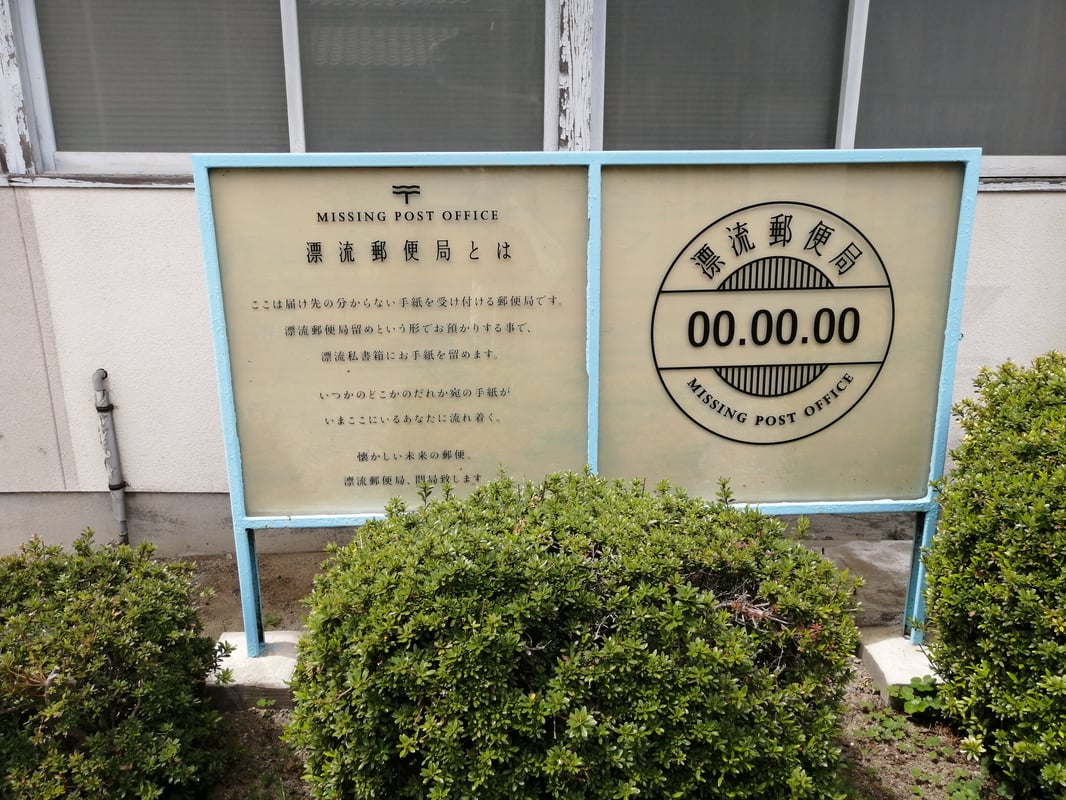 MISSING POST OFFICE
漂流郵便局とは
ここは届け先の分からない手紙を受け付ける郵便局です。
漂流郵便局留めという形でお預かりする事で、
漂流私書箱にお手紙を留めます。
いつかのどこかのだれか宛の手紙が
いまここにいるあなたに流れ着く。
懐かしい未来の郵便。
漂流郵便局、開局致します
漂流郵便局
00.00.00
MISSING POST OFFICE